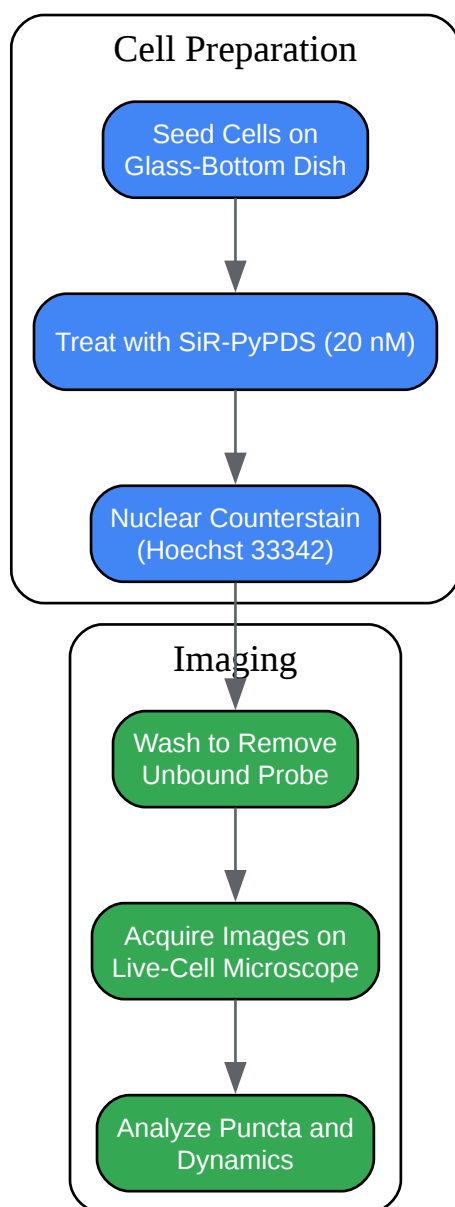 Cell Preparation
Seed Cells on
Glass-Bottom Dish
Treat with SiR-PyPDS (20 nM)
Nuclear Counterstain
(Hoechst 33342)
Imaging
Wash to Remove
Unbound Probe
Acquire Images on
Live-Cell Microscope
Analyze Puncta and
Dynamics